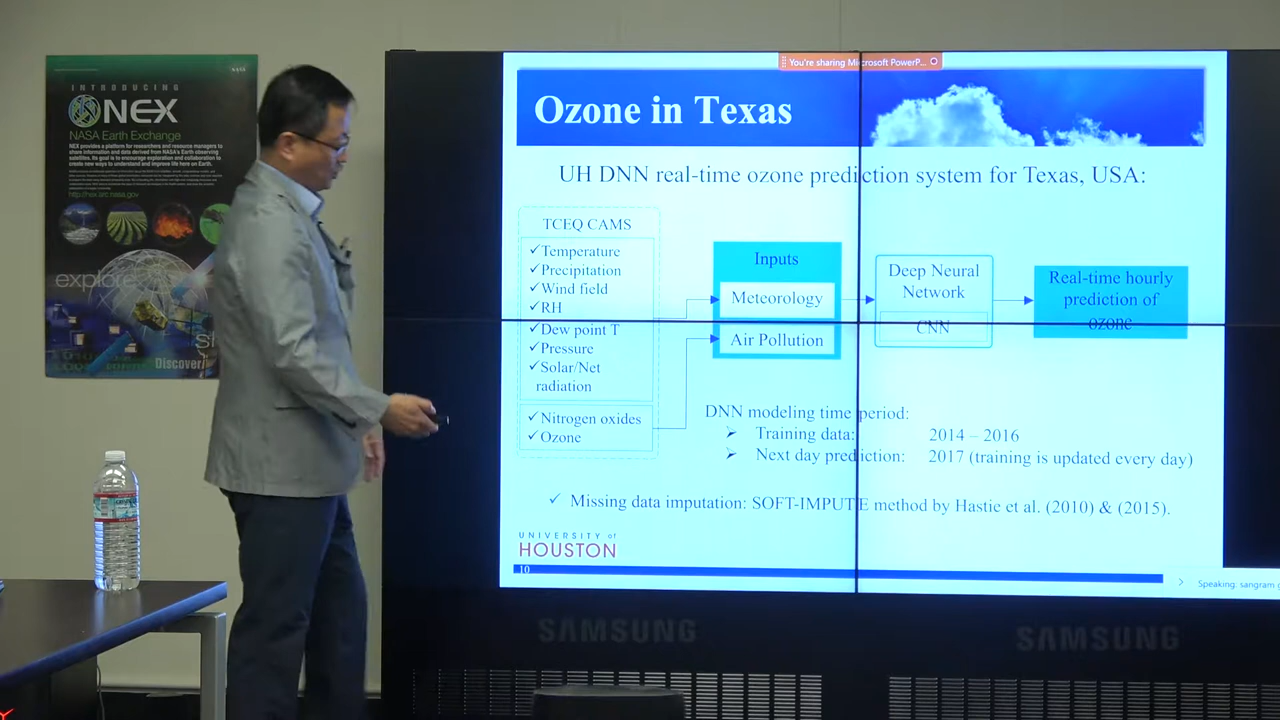 INTRODUCING
NEX
NASA Earth Exchange
NEX provides a platform for researchers and resource managers to
share information and data derived from NASA's Earth observing
satellites. Its goal is to encourage exploration and collaboration to
create new ways to understand and improve life here on Earth.
http://nex.arc.nasa.gov
explore
Discover
You're sharing Microsoft PowerP...
Ozone in Texas
UH DNN real-time ozone prediction system for Texas, USA:
TCEQ CAMS
✓Temperature
✓Precipitation
✓Wind field
✓RH
✓Dew point T
✓Pressure
✓Solar/Net
radiation
✓Nitrogen oxides
✓Ozone
Inputs
Meteorology
Air Pollution
Deep Neural
Network
CNN
Real-time hourly
prediction of
ozone
DNN modeling time period:
➢ Training data: 2014 – 2016
➢ Next day prediction: 2017 (training is updated every day)
✓ Missing data imputation: SOFT-IMPUTE method by Hastie et al. (2010) & (2015).
UNIVERSITY of
HOUSTON
10
Speaking: sangram
SAMSUNG
SAMSUNG